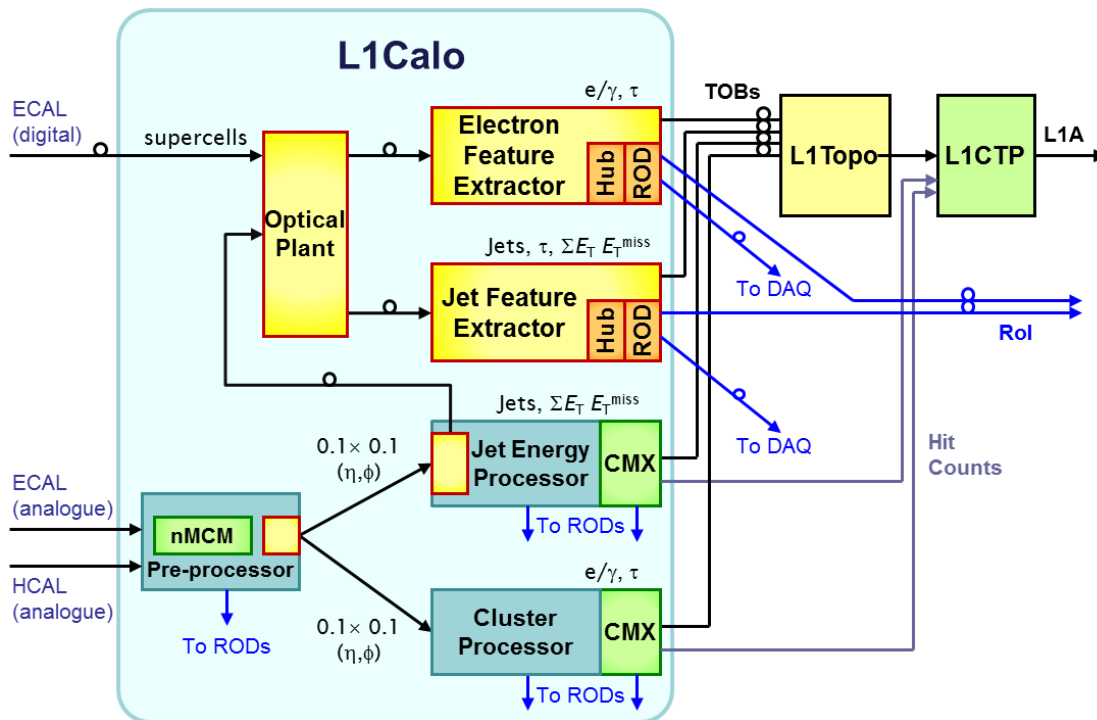 L1Calo
ECAL
(digital)
supercells
e/γ, τ
TOBs
Electron
Feature
Extractor
Hub
ROD
L1Topo
L1CTP
L1A
Optical
Plant
Jets, τ, ΣE_T E_T^miss
To DAQ
Jet Feature
Extractor
Hub
ROD
RoI
Jets, ΣE_T E_T^miss
To DAQ
0.1× 0.1
(η,ϕ)
Jet Energy
Processor
CMX
Hit
Counts
ECAL
(analogue)
nMCM
Pre-processor
To RODs
HCAL
(analogue)
e/γ, τ
To RODs
0.1× 0.1
(η,ϕ)
Cluster
Processor
CMX
To RODs